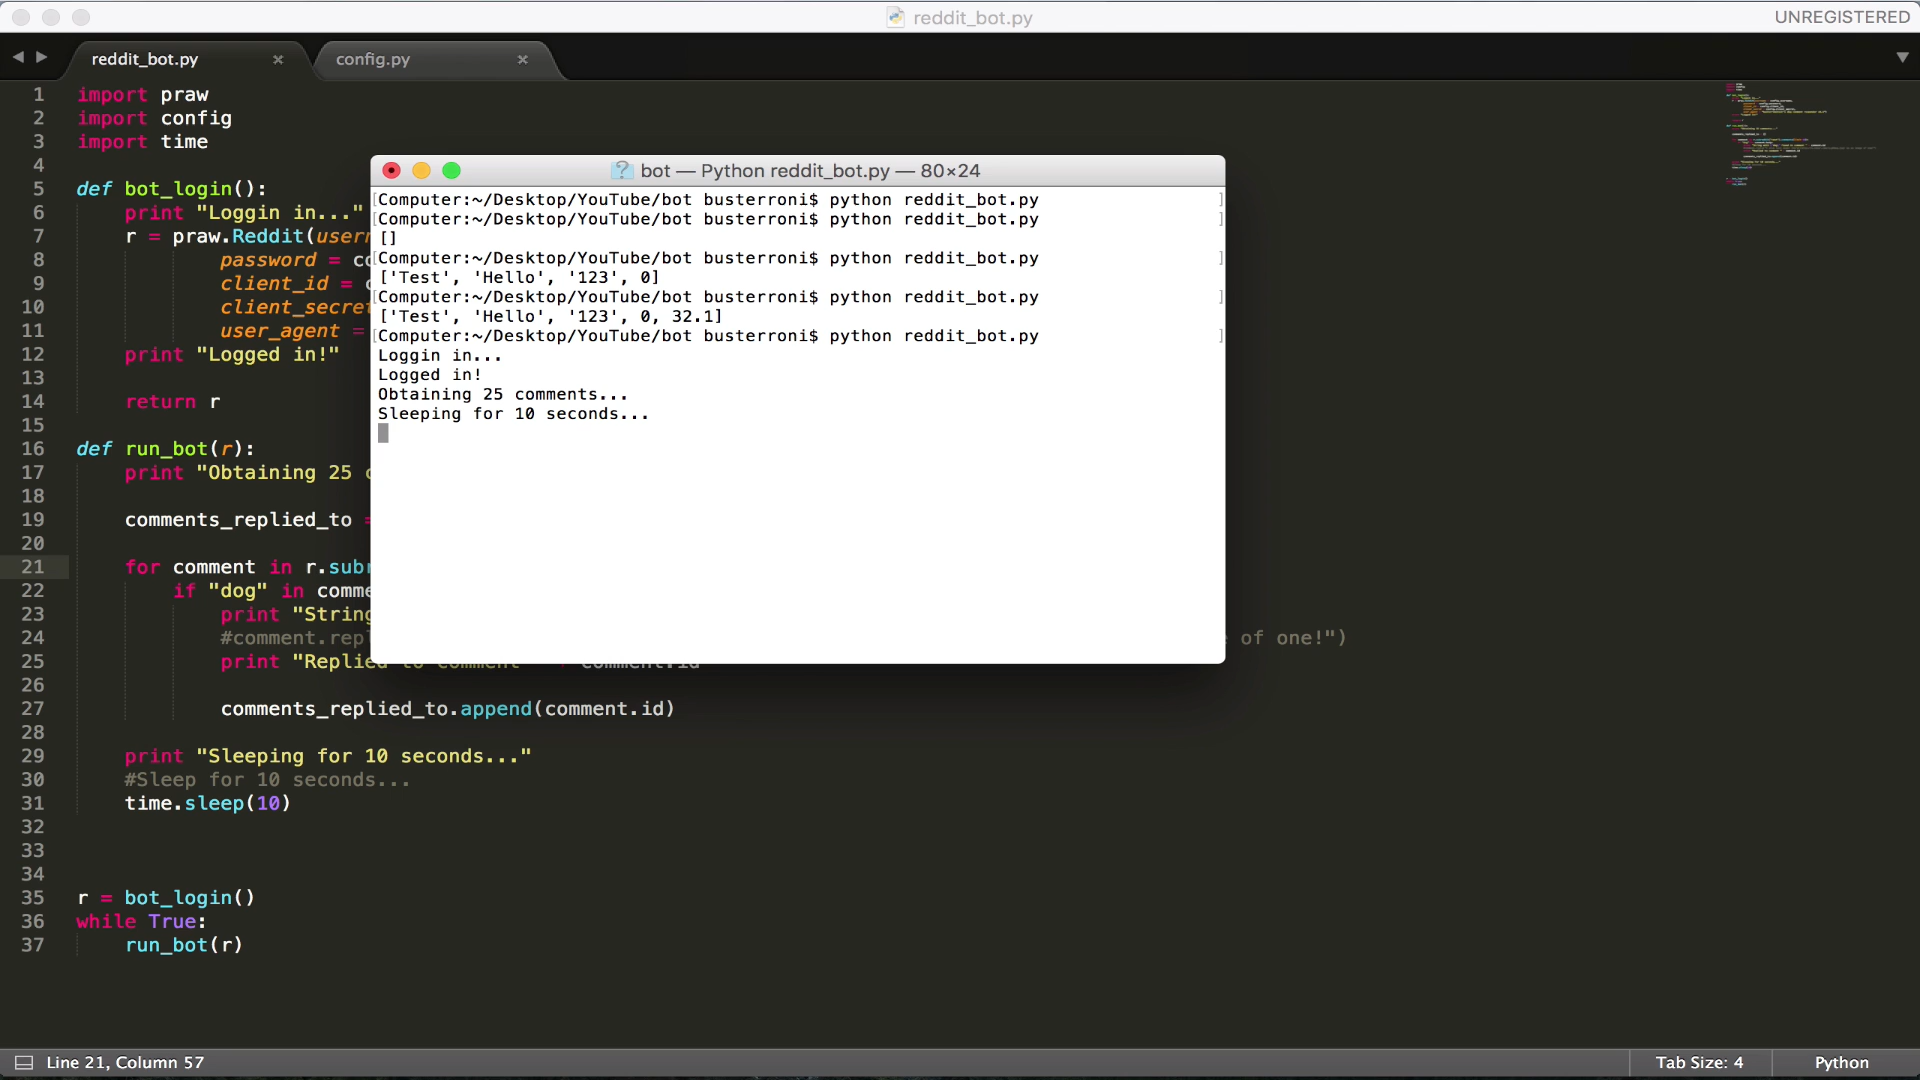 reddit_bot.py
UNREGISTERED
reddit_bot.py
config.py
1 import praw
2 import config
3 import time
4
5 def bot_login():
6 print "Loggin in..."
7 r = praw.Reddit(
8 password =
9 client_id =
10
11 user_agent =
12 print "Logged in!"
13
14 return r
15
16 def run_bot(r):
17 print "Obtaining 25
18
19 comments_replied_to
20
21 for comment in
22 if "dog" in
23 print "String
24 of one!")
25 print
26
27 comments_replied_to.append(comment.id)
28
29 print "Sleeping for 10 seconds..."
30 #Sleep for 10 seconds...
31 time.sleep(10)
32
33
34
35 r = bot_login()
36 while True:
37 run_bot(r)
bot — Python reddit_bot.py — 80×24
[Computer:~/Desktop/YouTube/bot busterroni$ python reddit_bot.py ]
[Computer:~/Desktop/YouTube/bot busterroni$ python reddit_bot.py ]
[]
[Computer:~/Desktop/YouTube/bot busterroni$ python reddit_bot.py ]
['Test', 'Hello', '123', 0]
[Computer:~/Desktop/YouTube/bot busterroni$ python reddit_bot.py ]
['Test', 'Hello', '123', 0, 32.1]
[Computer:~/Desktop/YouTube/bot busterroni$ python reddit_bot.py ]
Loggin in...
Logged in!
Obtaining 25 comments...
Sleeping for 10 seconds...
Line 21, Column 57
Tab Size: 4
Python